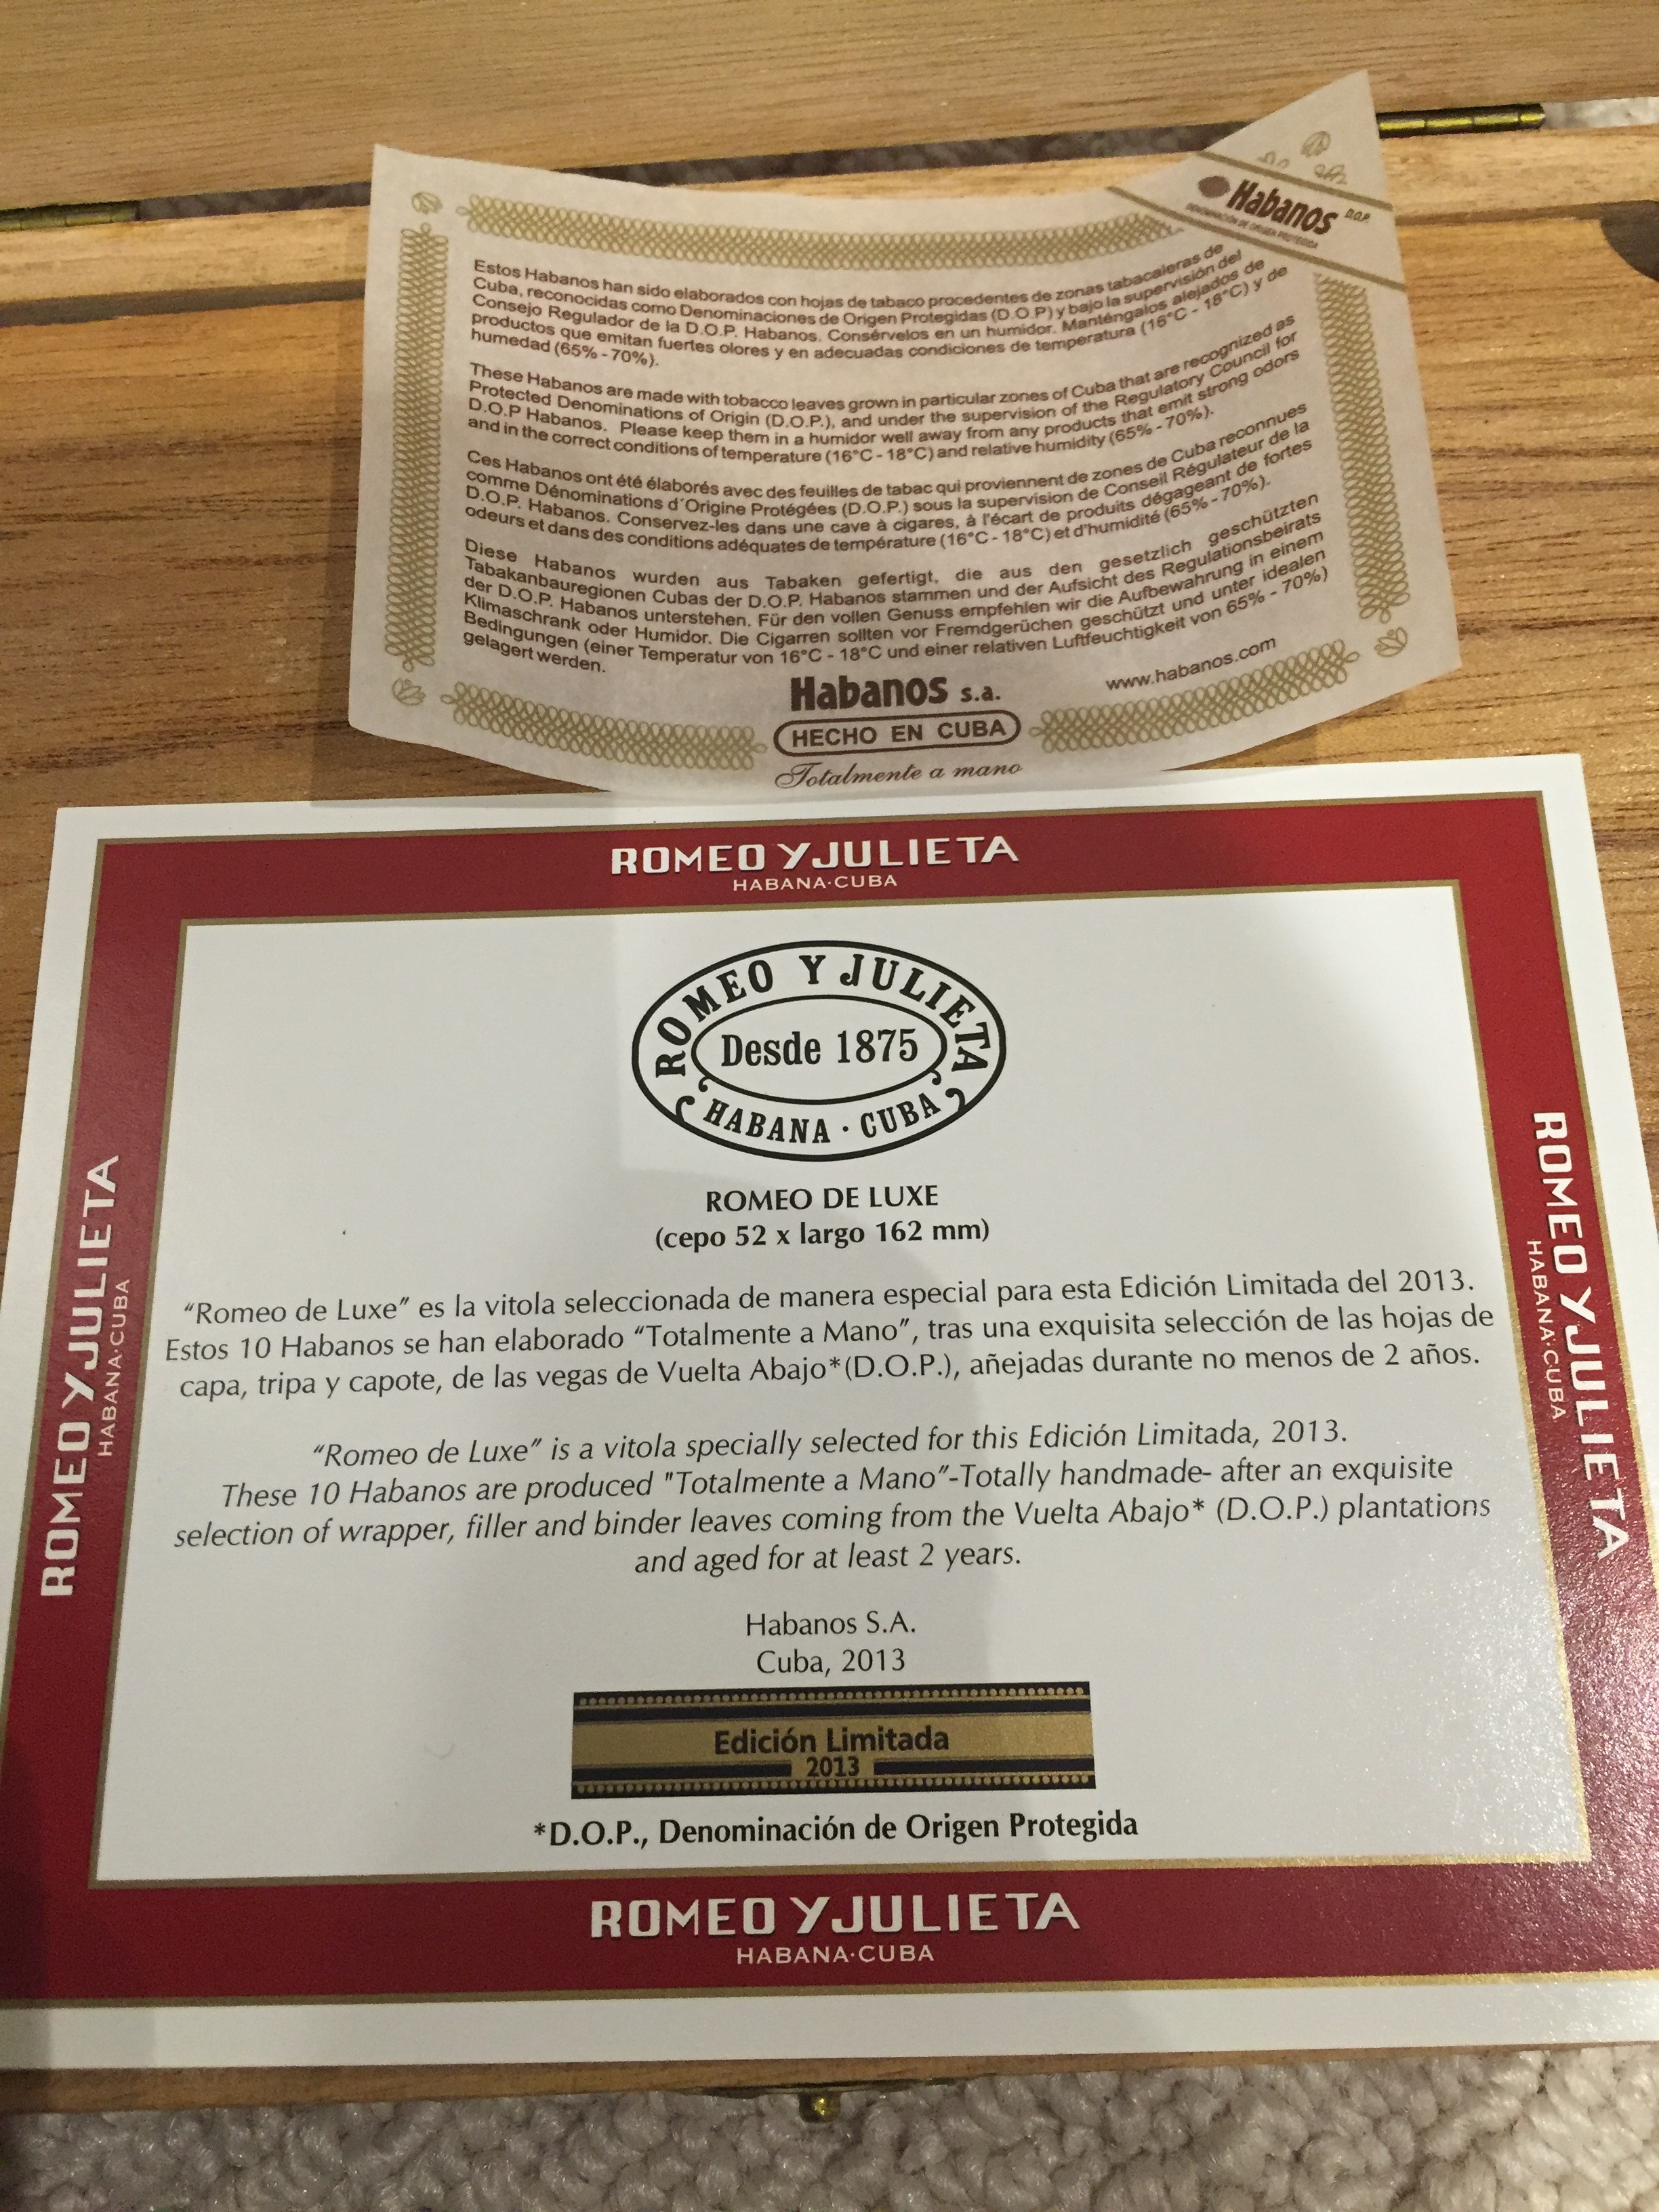 Habanos D.O.P.
DENOMINACIÓN DE ORIGEN PROTEGIDA
Estos Habanos han sido elaborados con hojas de tabaco procedentes de zonas tabacaleras de
Cuba, reconocidas como Denominaciones de Origen Protegidas (D.O.P) y bajo la supervisión del
Consejo Regulador de la D.O.P. Habanos. Consérvelos en un humidor. Manténgalos alejados de
productos que emitan fuertes olores y en adecuadas condiciones de temperatura (16°C - 18°C) y de
humedad (65% - 70%).
These Habanos are made with tobacco leaves grown in particular zones of Cuba that are recognized as
Protected Denominations of Origin (D.O.P.), and under the supervision of the Regulatory Council for
D.O.P Habanos. Please keep them in a humidor well away from any products that emit strong odors
and in the correct conditions of temperature (16°C - 18°C) and relative humidity (65% - 70%).
Ces Habanos ont été élaborés avec des feuilles de tabac qui proviennent de zones de Cuba reconnues
comme Dénominations d´Origine Protégées (D.O.P.) sous la supervision de Conseil Régulateur de la
D.O.P. Habanos. Conservez-les dans une cave à cigares, à l'écart de produits dégageant de fortes
odeurs et dans des conditions adéquates de température (16°C - 18°C) et d'humidité (65% - 70%).
Diese Habanos wurden aus Tabaken gefertigt, die aus den gesetzlich geschützten
Tabakanbauregionen Cubas der D.O.P. Habanos stammen und der Aufsicht des Regulationsbeirats
der D.O.P. Habanos unterstehen. Für den vollen Genuss empfehlen wir die Aufbewahrung in einem
Klimaschrank oder Humidor. Die Cigarren sollten vor Fremdgerüchen geschützt und unter idealen
Bedingungen (einer Temperatur von 16°C - 18°C und einer relativen Luftfeuchtigkeit von 65% - 70%)
gelagert werden.
www.habanos.com
Habanos s.a.
HECHO EN CUBA
Totalmente a mano
ROMEO Y JULIETA
HABANA·CUBA
ROMEO Y JULIETA
Desde 1875
HABANA · CUBA
ROMEO DE LUXE
(cepo 52 x largo 162 mm)
“Romeo de Luxe” es la vitola seleccionada de manera especial para esta Edición Limitada del 2013.
Estos 10 Habanos se han elaborado “Totalmente a Mano”, tras una exquisita selección de las hojas de
capa, tripa y capote, de las vegas de Vuelta Abajo*(D.O.P.), añejadas durante no menos de 2 años.
“Romeo de Luxe” is a vitola specially selected for this Edición Limitada, 2013.
These 10 Habanos are produced "Totalmente a Mano”-Totally handmade- after an exquisite
selection of wrapper, filler and binder leaves coming from the Vuelta Abajo* (D.O.P.) plantations
and aged for at least 2 years.
Habanos S.A.
Cuba, 2013
Edición Limitada
2013
*D.O.P., Denominación de Origen Protegida
ROMEO Y JULIETA
HABANA·CUBA
ROMEO Y JULIETA
HABANA·CUBA
ROMEO Y JULIETA
HABANA·CUBA